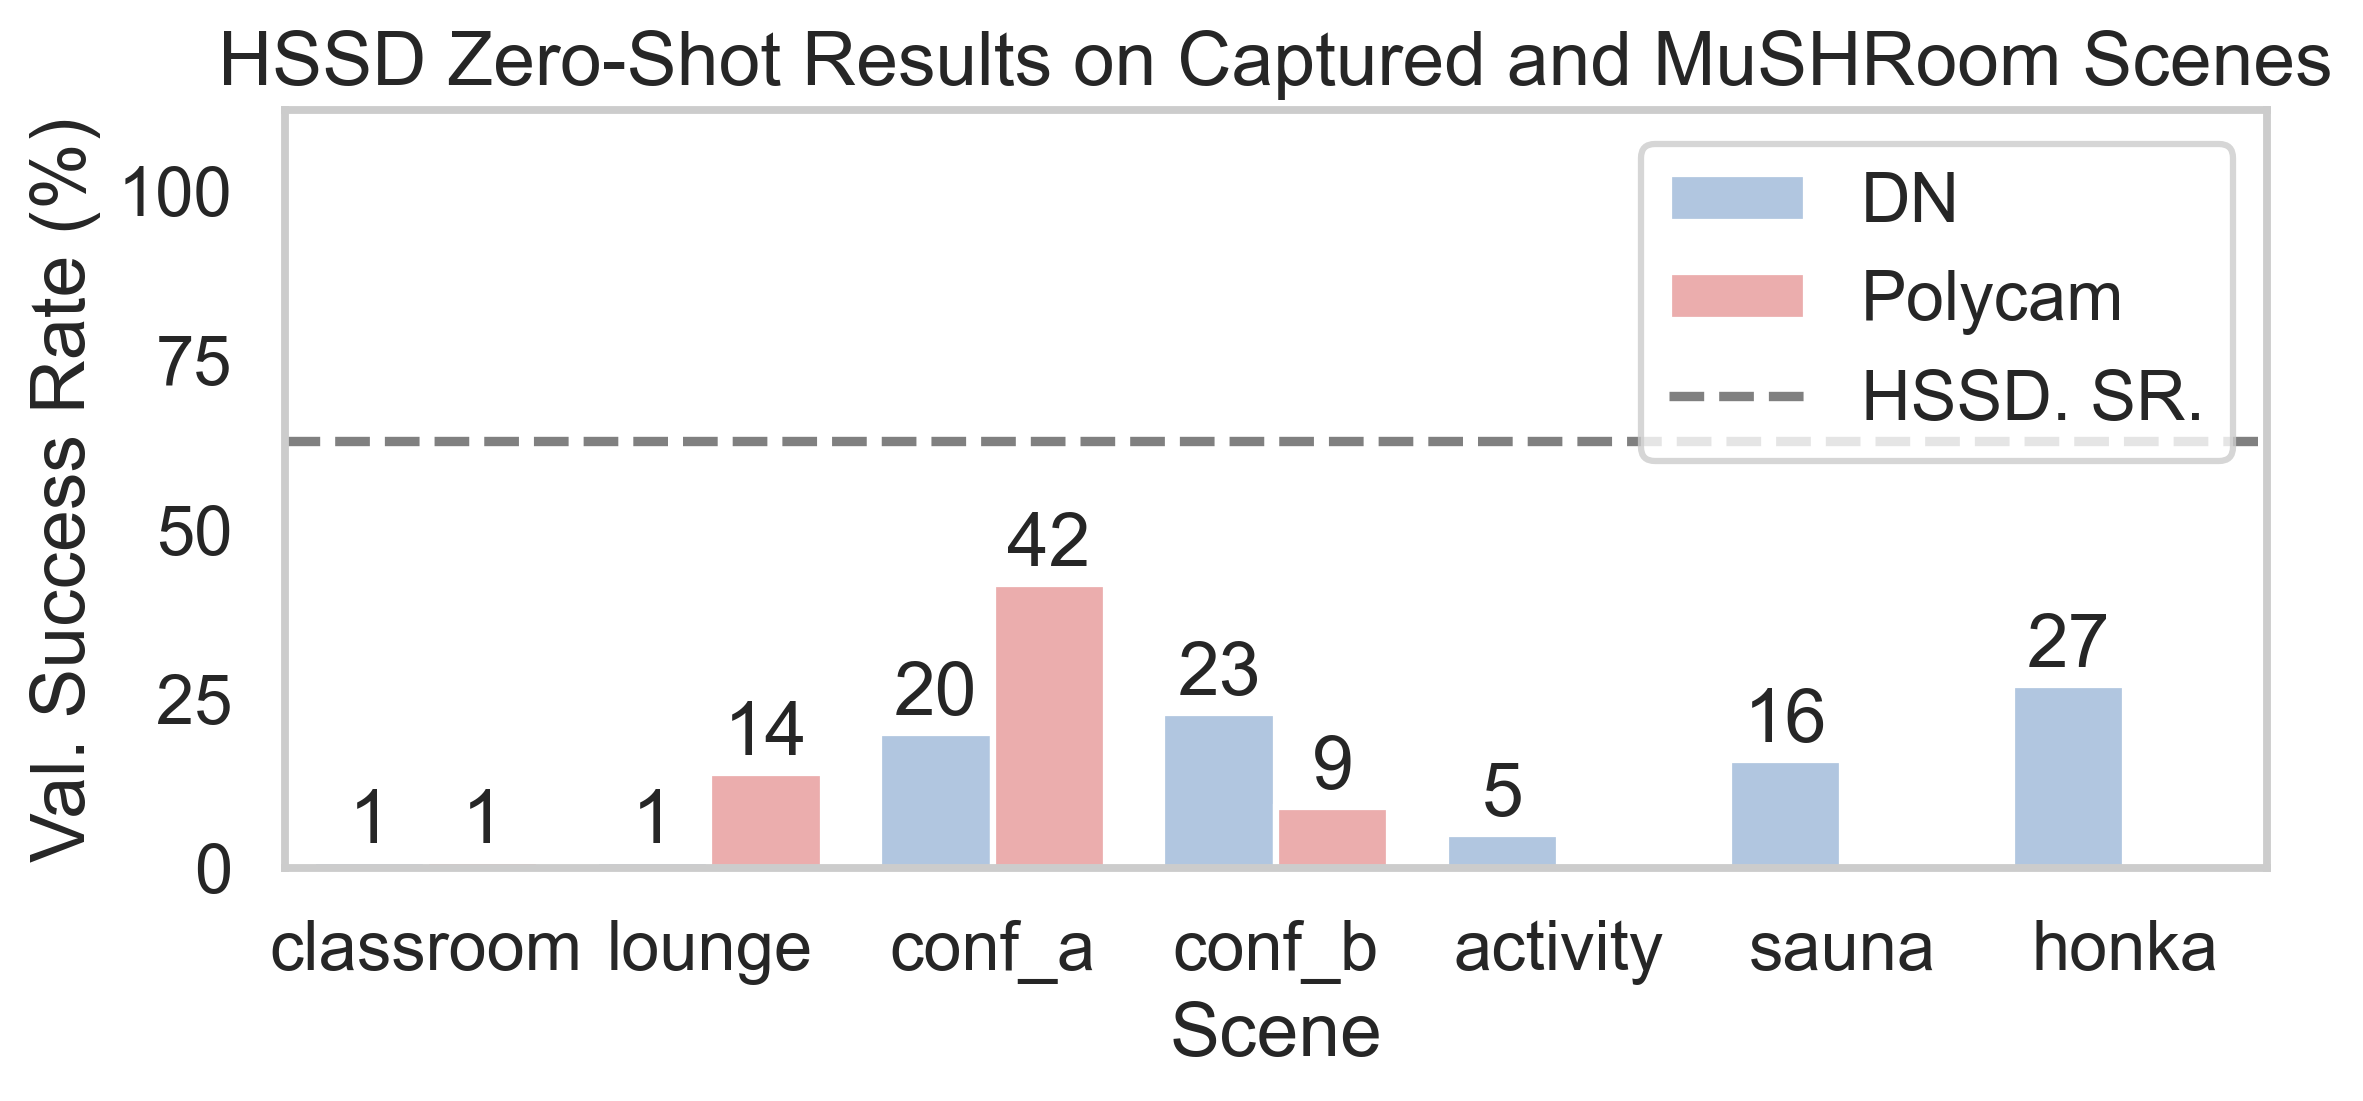 HSSD Zero-Shot Results on Captured and MuSHRoom Scenes
Val. Success Rate (%)
100
75
50
25
0
DN
Polycam
HSSD. SR.
1
1
1
14
20
42
23
9
5
16
27
classroom
lounge
conf_a
conf_b
activity
sauna
honka
Scene